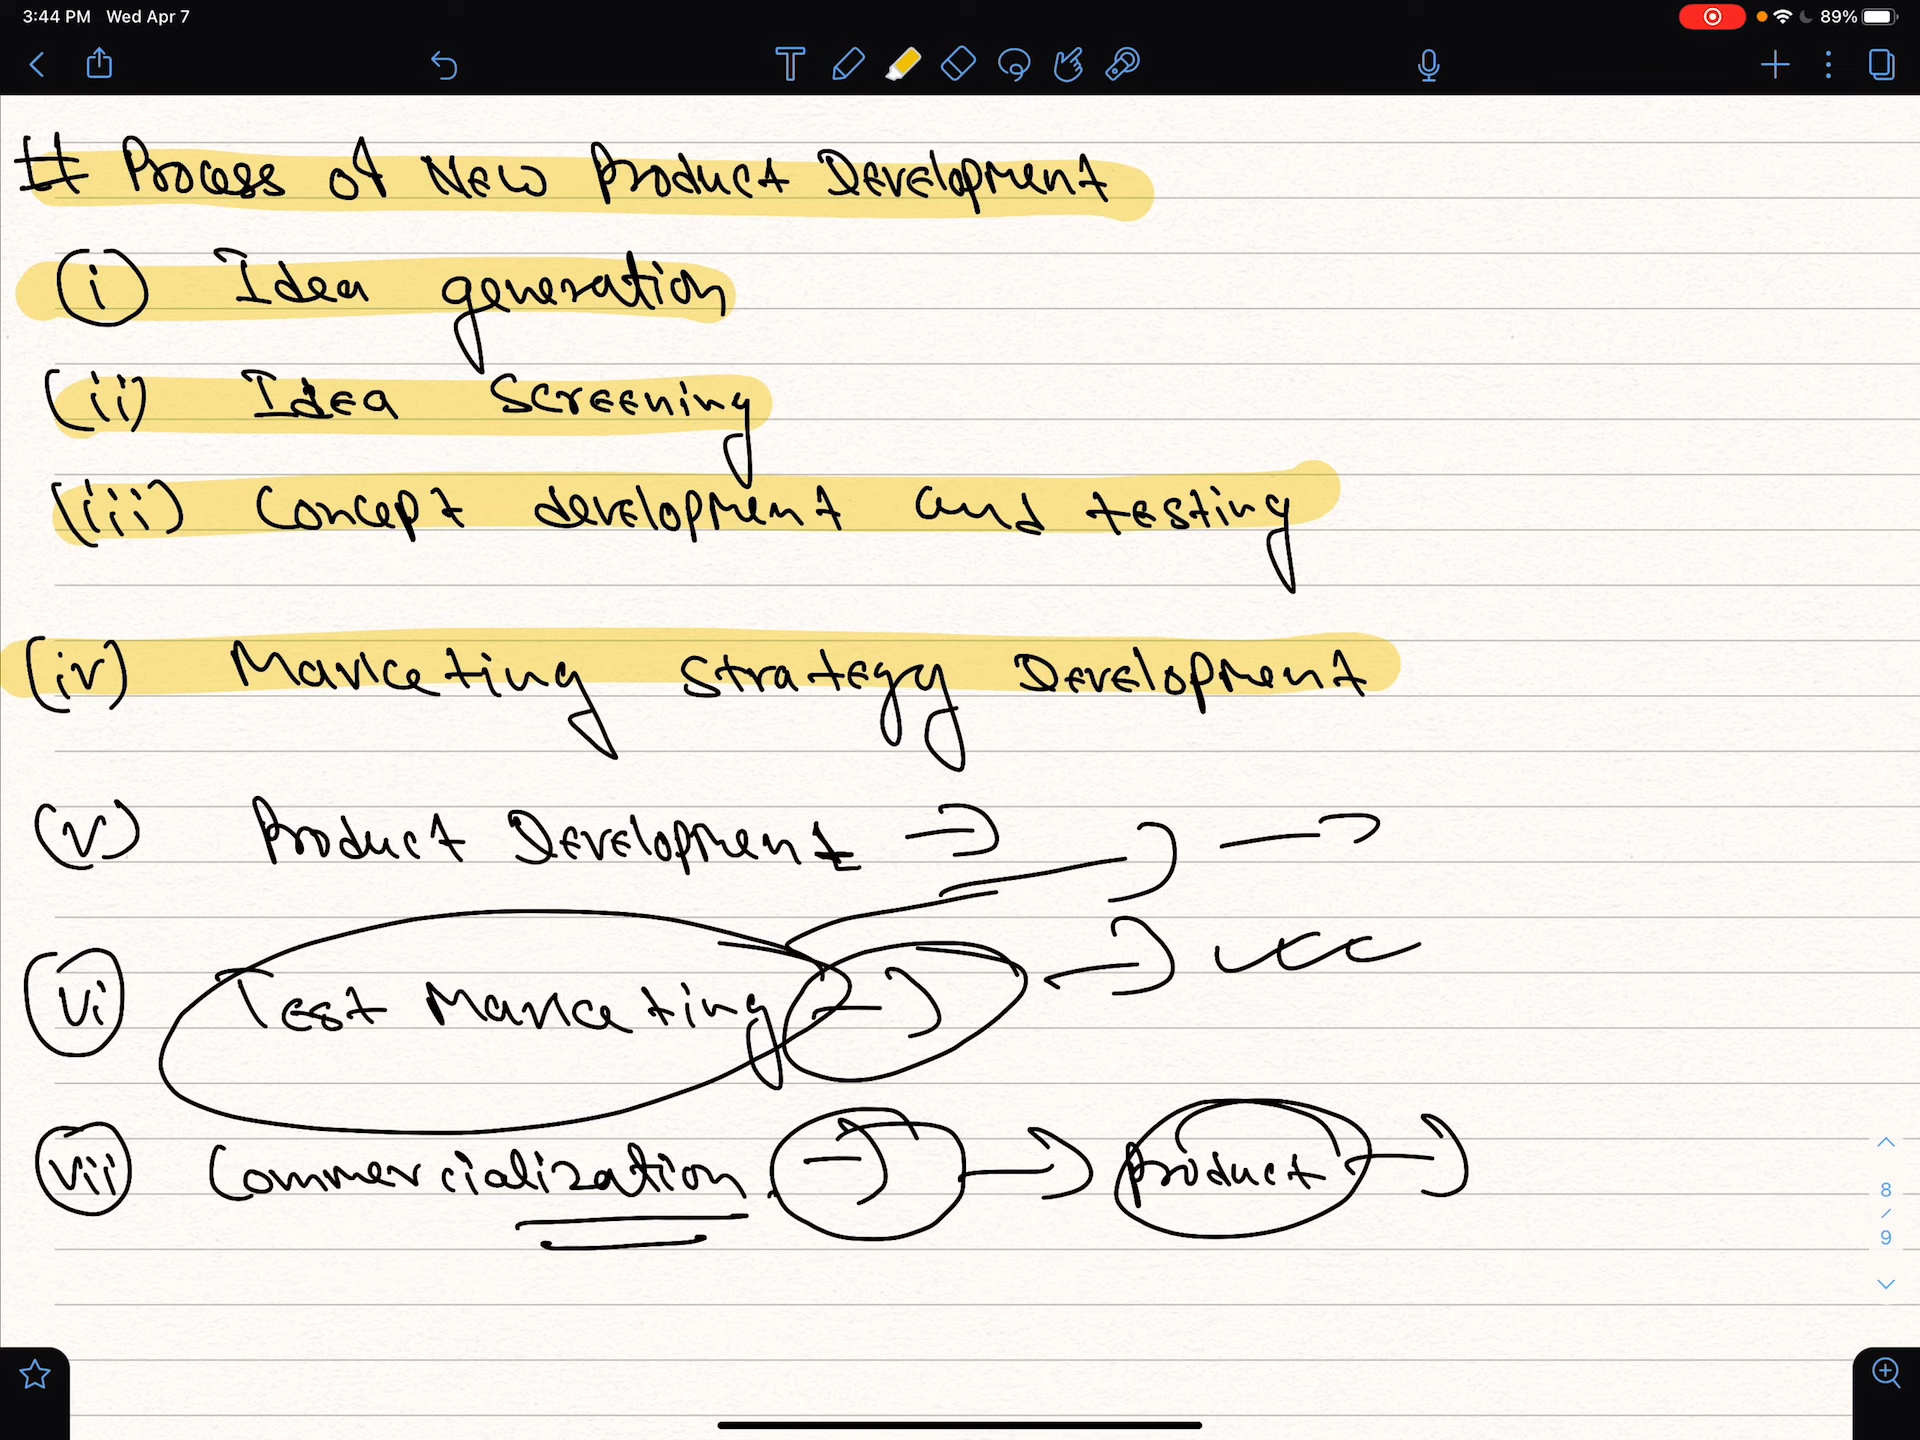 3:44 PM Wed Apr 7
89%
# Process of New Product Development
(i) Idea generation
(ii) Idea Screening
(iii) Concept development and testing
(iv) Marketing Strategy Development
(v) Product Development
(vi) Test Marketing
(vii) Commercialization product
8
/
9